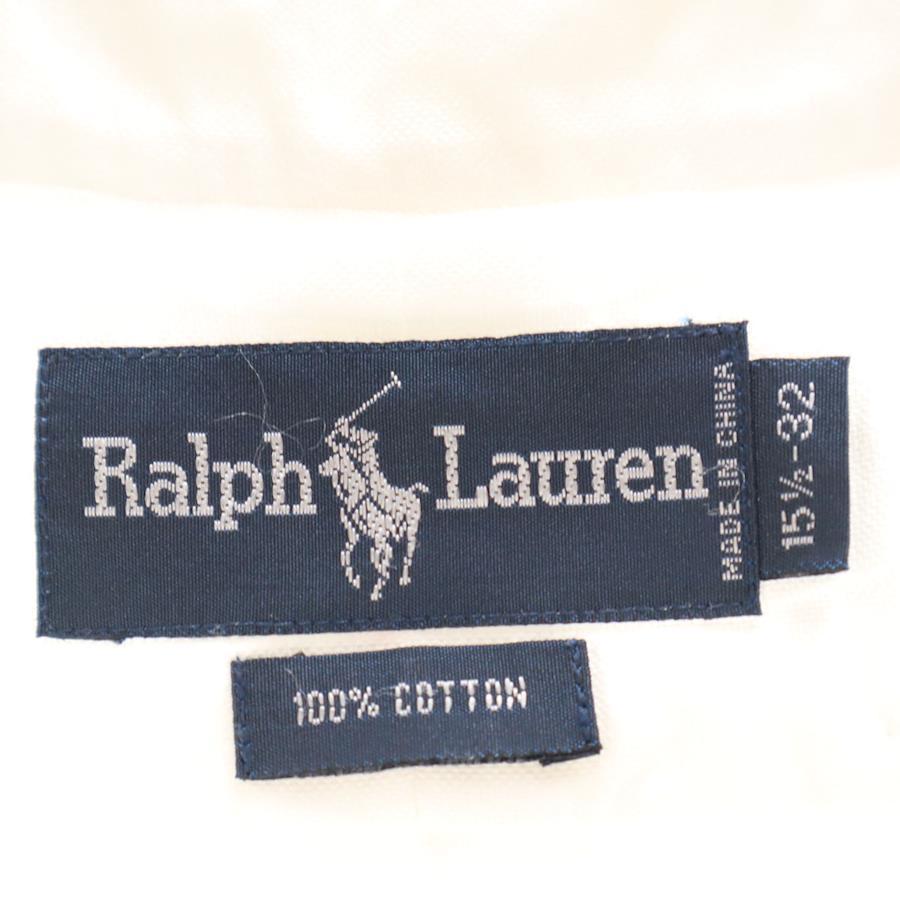 Ralph Lauren
MADE IN CHINA
15½-32
100% COTTON